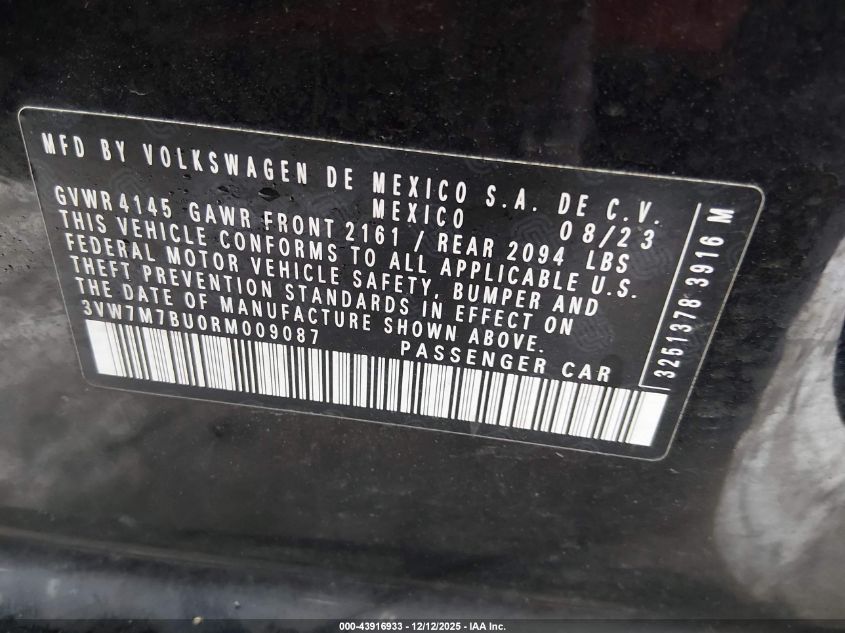 MFD BY VOLKSWAGEN DE MEXICO S.A. DE C.V.
MEXICO 08/23
GVWR 4145 GAWR FRONT 2161 / REAR 2094 LBS
THIS VEHICLE CONFORMS TO ALL APPLICABLE U.S.
FEDERAL MOTOR VEHICLE SAFETY, BUMPER AND
THEFT PREVENTION STANDARDS IN EFFECT ON
THE DATE OF MANUFACTURE SHOWN ABOVE.
3VW7M7BU0RM009087 PASSENGER CAR
3251378 3916 M
000-43916933 - 12/12/2025 - IAA Inc.